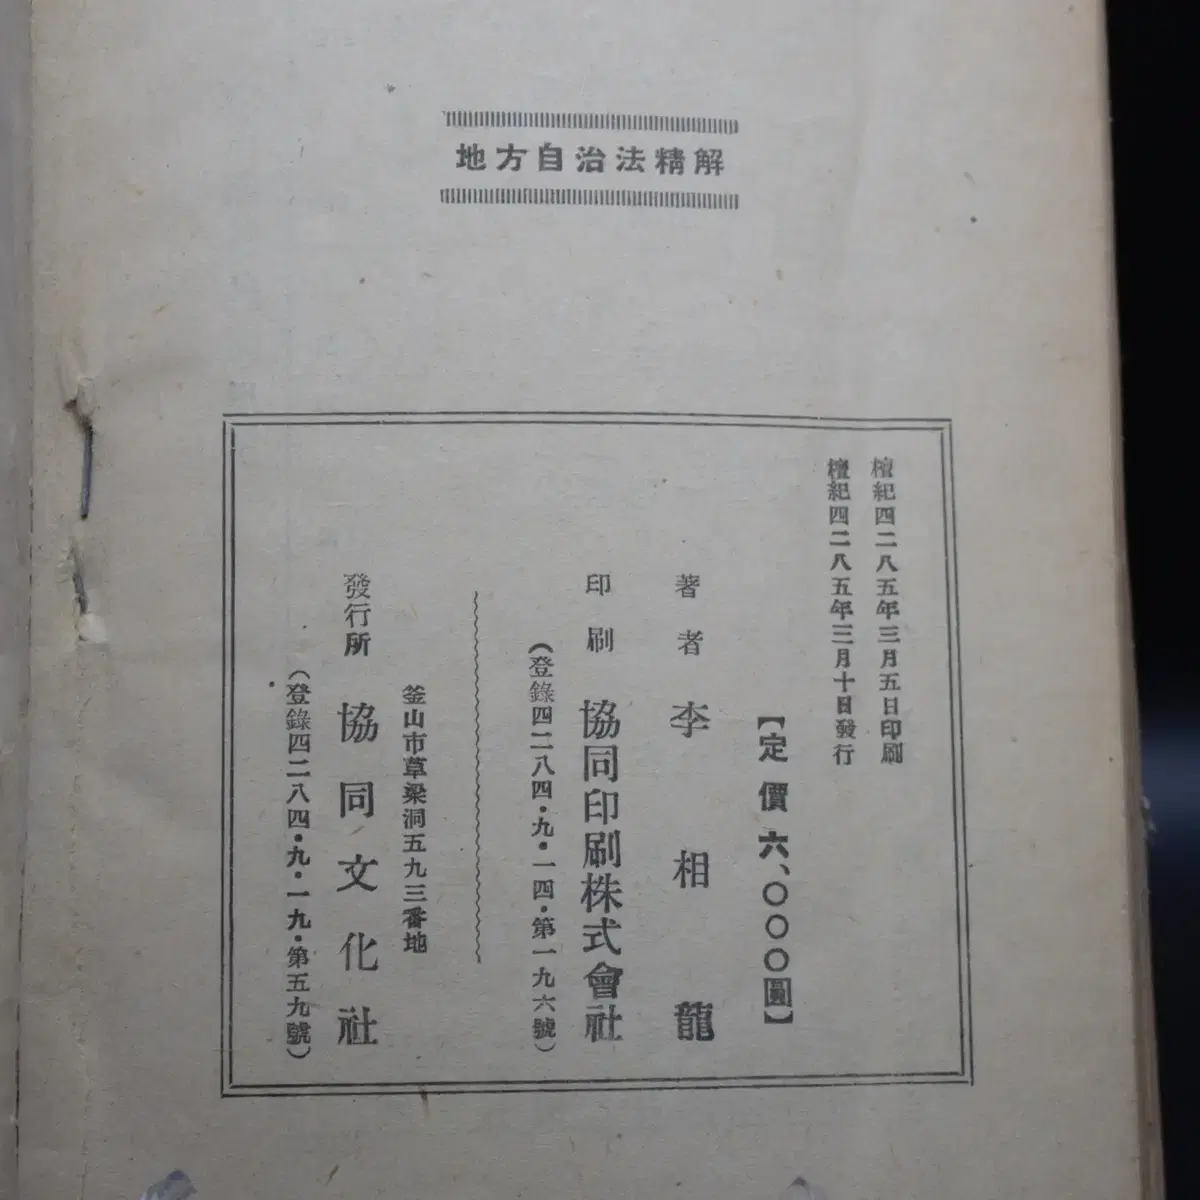 地方自治法精解
檀紀四二八五年三月五日印刷
檀紀四二八五年三月十日發行
【定價六、〇〇〇圓】
著者 李相龍
印刷 協同印刷株式會社
(登錄四二八四・九・一四・第一九六號)
釜山市草梁洞五九三番地
發行所 協同文化社
(登錄四二八四・九・一九・第五九號)